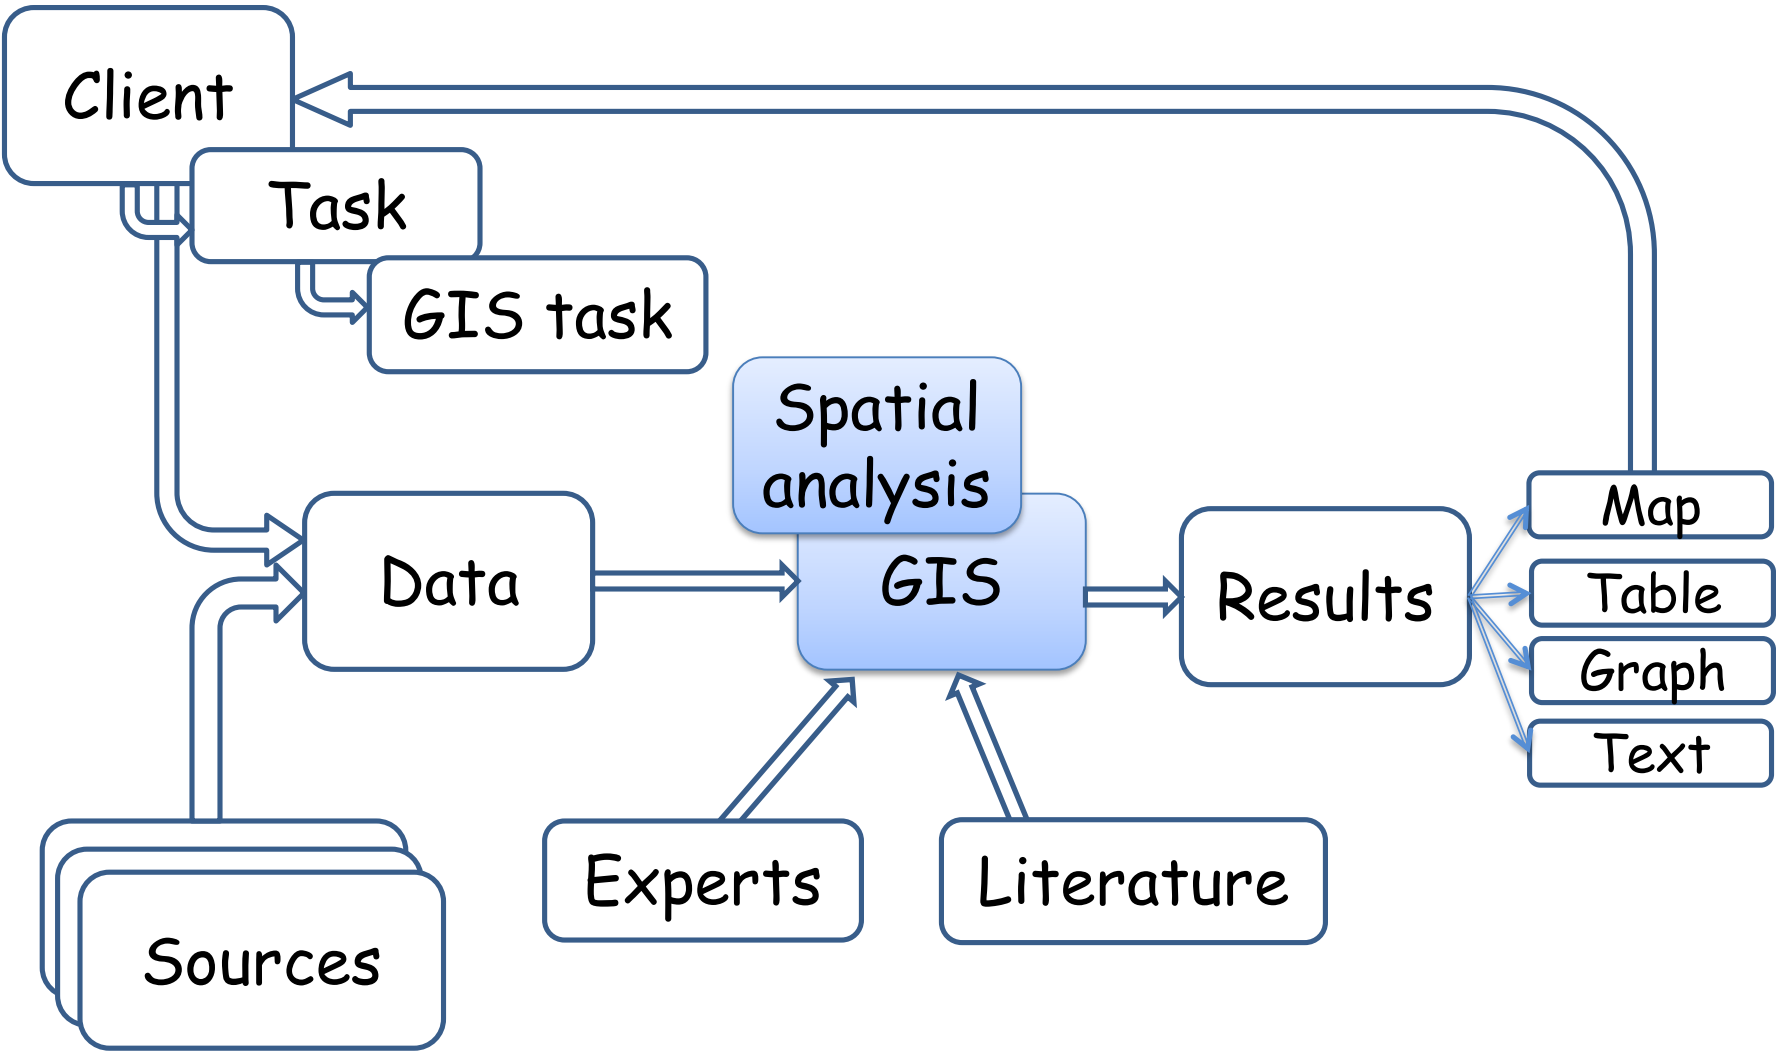 Client
Task
GIS task
Spatial
analysis
GIS
Data
Results
Map
Table
Graph
Text
Experts
Literature
Sources